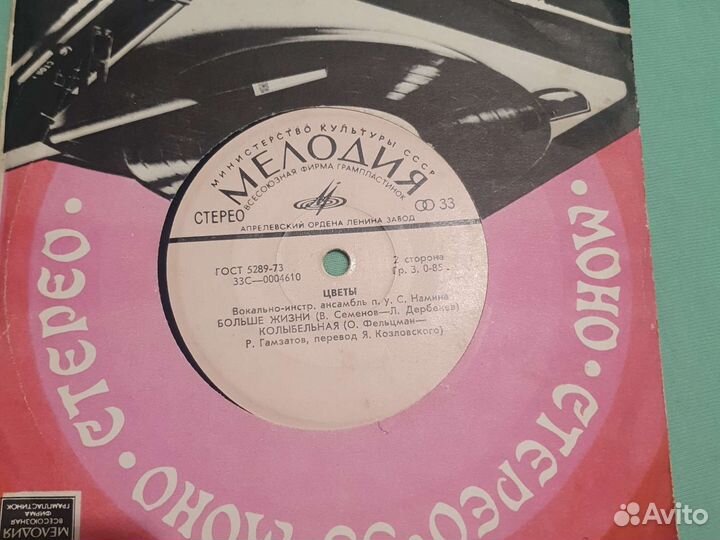 МИНИСТЕРСТВО КУЛЬТУРЫ СССР
МЕЛОДИЯ
ВСЕСОЮЗНАЯ ФИРМА ГРАМПЛАСТИНОК
СТЕРЕО
33
АПРЕЛЕВСКИЙ ОРДЕНА ЛЕНИНА ЗАВОД
ГОСТ 5289-73
33С—0004610
2 сторона
Гр. 3. 0-85
ЦВЕТЫ
Вокально-инстр. ансамбль п. у. С. Намина
БОЛЬШЕ ЖИЗНИ (В. Семенов—Л. Дербенев)
КОЛЫБЕЛЬНАЯ (О. Фельцман—
Р. Гамзатов, перевод Я. Козловского)
СТЕРЕО • МОНО • СТЕРЕО • МОНО •
МЕЛОДИЯ
ВСЕСОЮЗНАЯ
ФИРМА
ГРАМПЛАСТИНОК
Avito